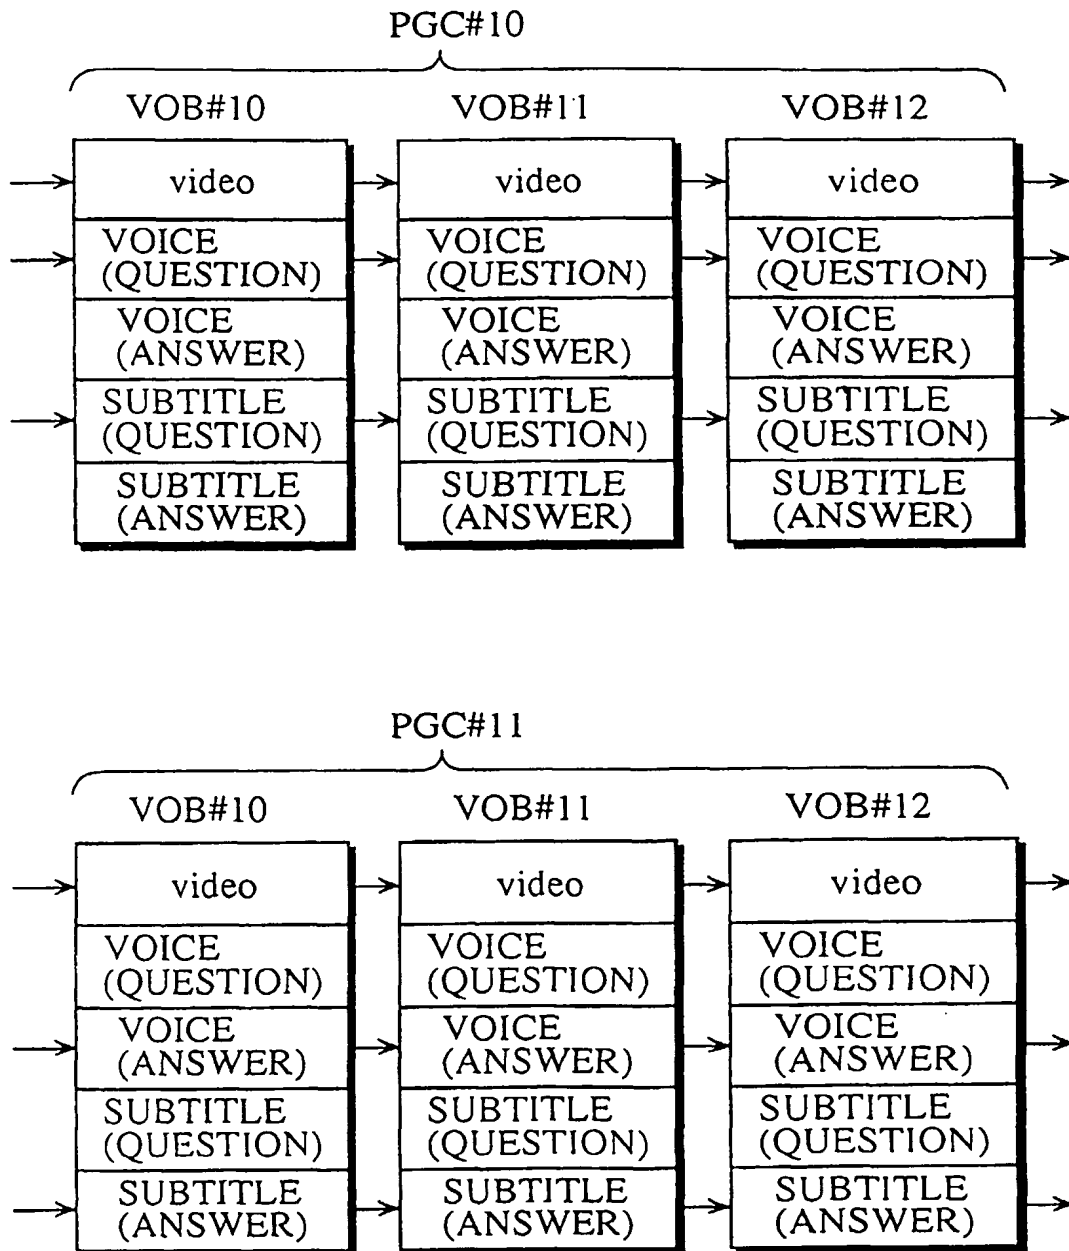 PGC#10
VOB#10 VOB#11 VOB#12
video video video
VOICE VOICE VOICE
(QUESTION) (QUESTION) (QUESTION)
VOICE VOICE VOICE
(ANSWER) (ANSWER) (ANSWER)
SUBTITLE SUBTITLE SUBTITLE
(QUESTION) (QUESTION) (QUESTION)
SUBTITLE SUBTITLE SUBTITLE
(ANSWER) (ANSWER) (ANSWER)
PGC#11
VOB#10 VOB#11 VOB#12
video video video
VOICE VOICE VOICE
(QUESTION) (QUESTION) (QUESTION)
VOICE VOICE VOICE
(ANSWER) (ANSWER) (ANSWER)
SUBTITLE SUBTITLE SUBTITLE
(QUESTION) (QUESTION) (QUESTION)
SUBTITLE SUBTITLE SUBTITLE
(ANSWER) (ANSWER) (ANSWER)